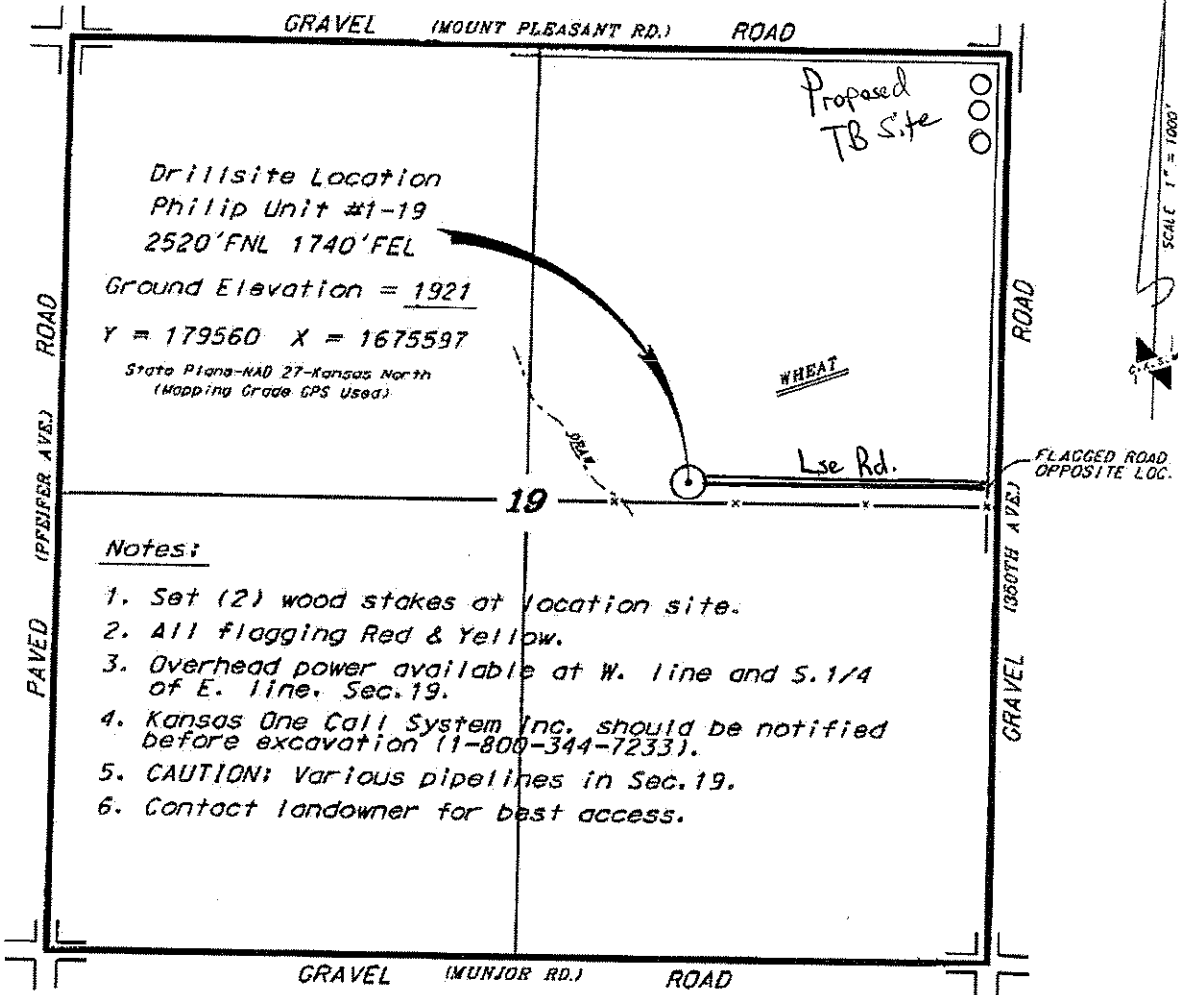 GRAVEL (MOUNT PLEASANT RD.) ROAD
Proposed
TB Site
SCALE 1" = 1000'
Drillsite Location
Philip Unit #1-19
2520'FNL 1740'FEL
Ground Elevation = 1921
Y = 179560 X = 1675597
State Plane-NAD 27-Kansas North
(Mapping Grade GPS Used)
WHEAT
DRAW
Lse Rd.
FLAGGED ROAD
OPPOSITE LOC.
19
PAVED (PFEIFER AVE.) ROAD
GRAVEL (360TH AVE.) ROAD
Notes:
1. Set (2) wood stakes at location site.
2. All flagging Red & Yellow.
3. Overhead power available at W. line and S.1/4
of E. line, Sec.19.
4. Kansas One Call System Inc. should be notified
before excavation (1-800-344-7233).
5. CAUTION: Various pipelines in Sec.19.
6. Contact landowner for best access.
GRAVEL (MUNJOR RD.) ROAD